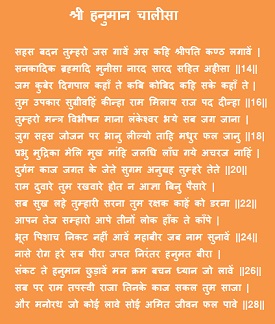 श्री हनुमान चालीसा
सहस बदन तुम्हरो जस गावें अस कहि श्रीपति कण्ठ लगावें |
सनकादिक ब्रह्मादि मुनीसा नारद सारद सहित अहीसा ||14||
जम कुबेर दिगपाल कहाँ ते कबि कोबिद कहि सके कहाँ ते |
तुम उपकार सुग्रीवहिं कीन्हा राम मिलाय राज पद दीन्हा ||16||
तुम्हरो मन्त्र विभीषन माना लंकेश्वर भये सब जग जाना |
जुग सहस्र जोजन पर भानु लील्यो ताहि मधुर फल जानु ||18||
प्रभु मुद्रिका मेलि मुख मांहि जलधि लाँघ गये अचरज नाहिं |
दुर्गम काज जगत के जेते सुगम अनुग्रह तुम्हरे तेते ||20||
राम दुवारे तुम रखवारे होत न आज्ञा बिनु पैसारे |
सब सुख लहे तुम्हारी सरना तुम रक्षक काहें को डरना ||22||
आपन तेज सम्हारो आपे तीनों लोक हाँक ते काँपे |
भूत पिशाच निकट नहीं आवें महाबीर जब नाम सुनावें ||24||
नासे रोग हरे सब पीरा जपत निरंतर हनुमत बीरा |
संकट ते हनुमान छुड़ावें मन क्रम बचन ध्यान जो लावें ||26||
सब पर राम तपस्वी राजा तिनके काज सकल तुम साजा |
और मनोरथ जो कोई लावे सोई अमित जीवन फल पावे ||28||